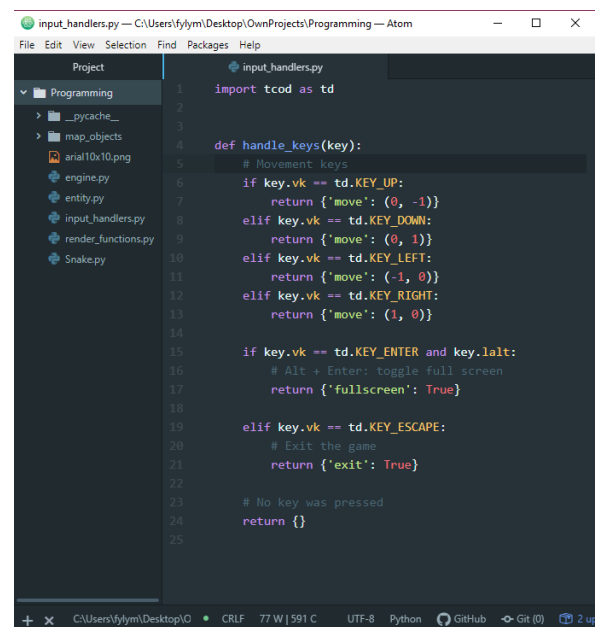 input_handlers.py — C:\Users\fylym\Desktop\OwnProjects\Programming — Atom
File Edit View Selection Find Packages Help
Project
Programming
__pycache__
map_objects
arial10x10.png
engine.py
entity.py
input_handlers.py
render_functions.py
Snake.py
input_handlers.py
1 import tcod as td
2
3
4 def handle_keys(key):
5     # Movement keys
6     if key.vk == td.KEY_UP:
7         return {'move': (0, -1)}
8     elif key.vk == td.KEY_DOWN:
9         return {'move': (0, 1)}
10     elif key.vk == td.KEY_LEFT:
11         return {'move': (-1, 0)}
12     elif key.vk == td.KEY_RIGHT:
13         return {'move': (1, 0)}
14
15     if key.vk == td.KEY_ENTER and key.lalt:
16         # Alt + Enter: toggle full screen
17         return {'fullscreen': True}
18
19     elif key.vk == td.KEY_ESCAPE:
20         # Exit the game
21         return {'exit': True}
22
23     # No key was pressed
24     return {}
25
C:\Users\fylym\Desktop\O CRLF 77 W | 591 C UTF-8 Python GitHub Git (0) 2 up